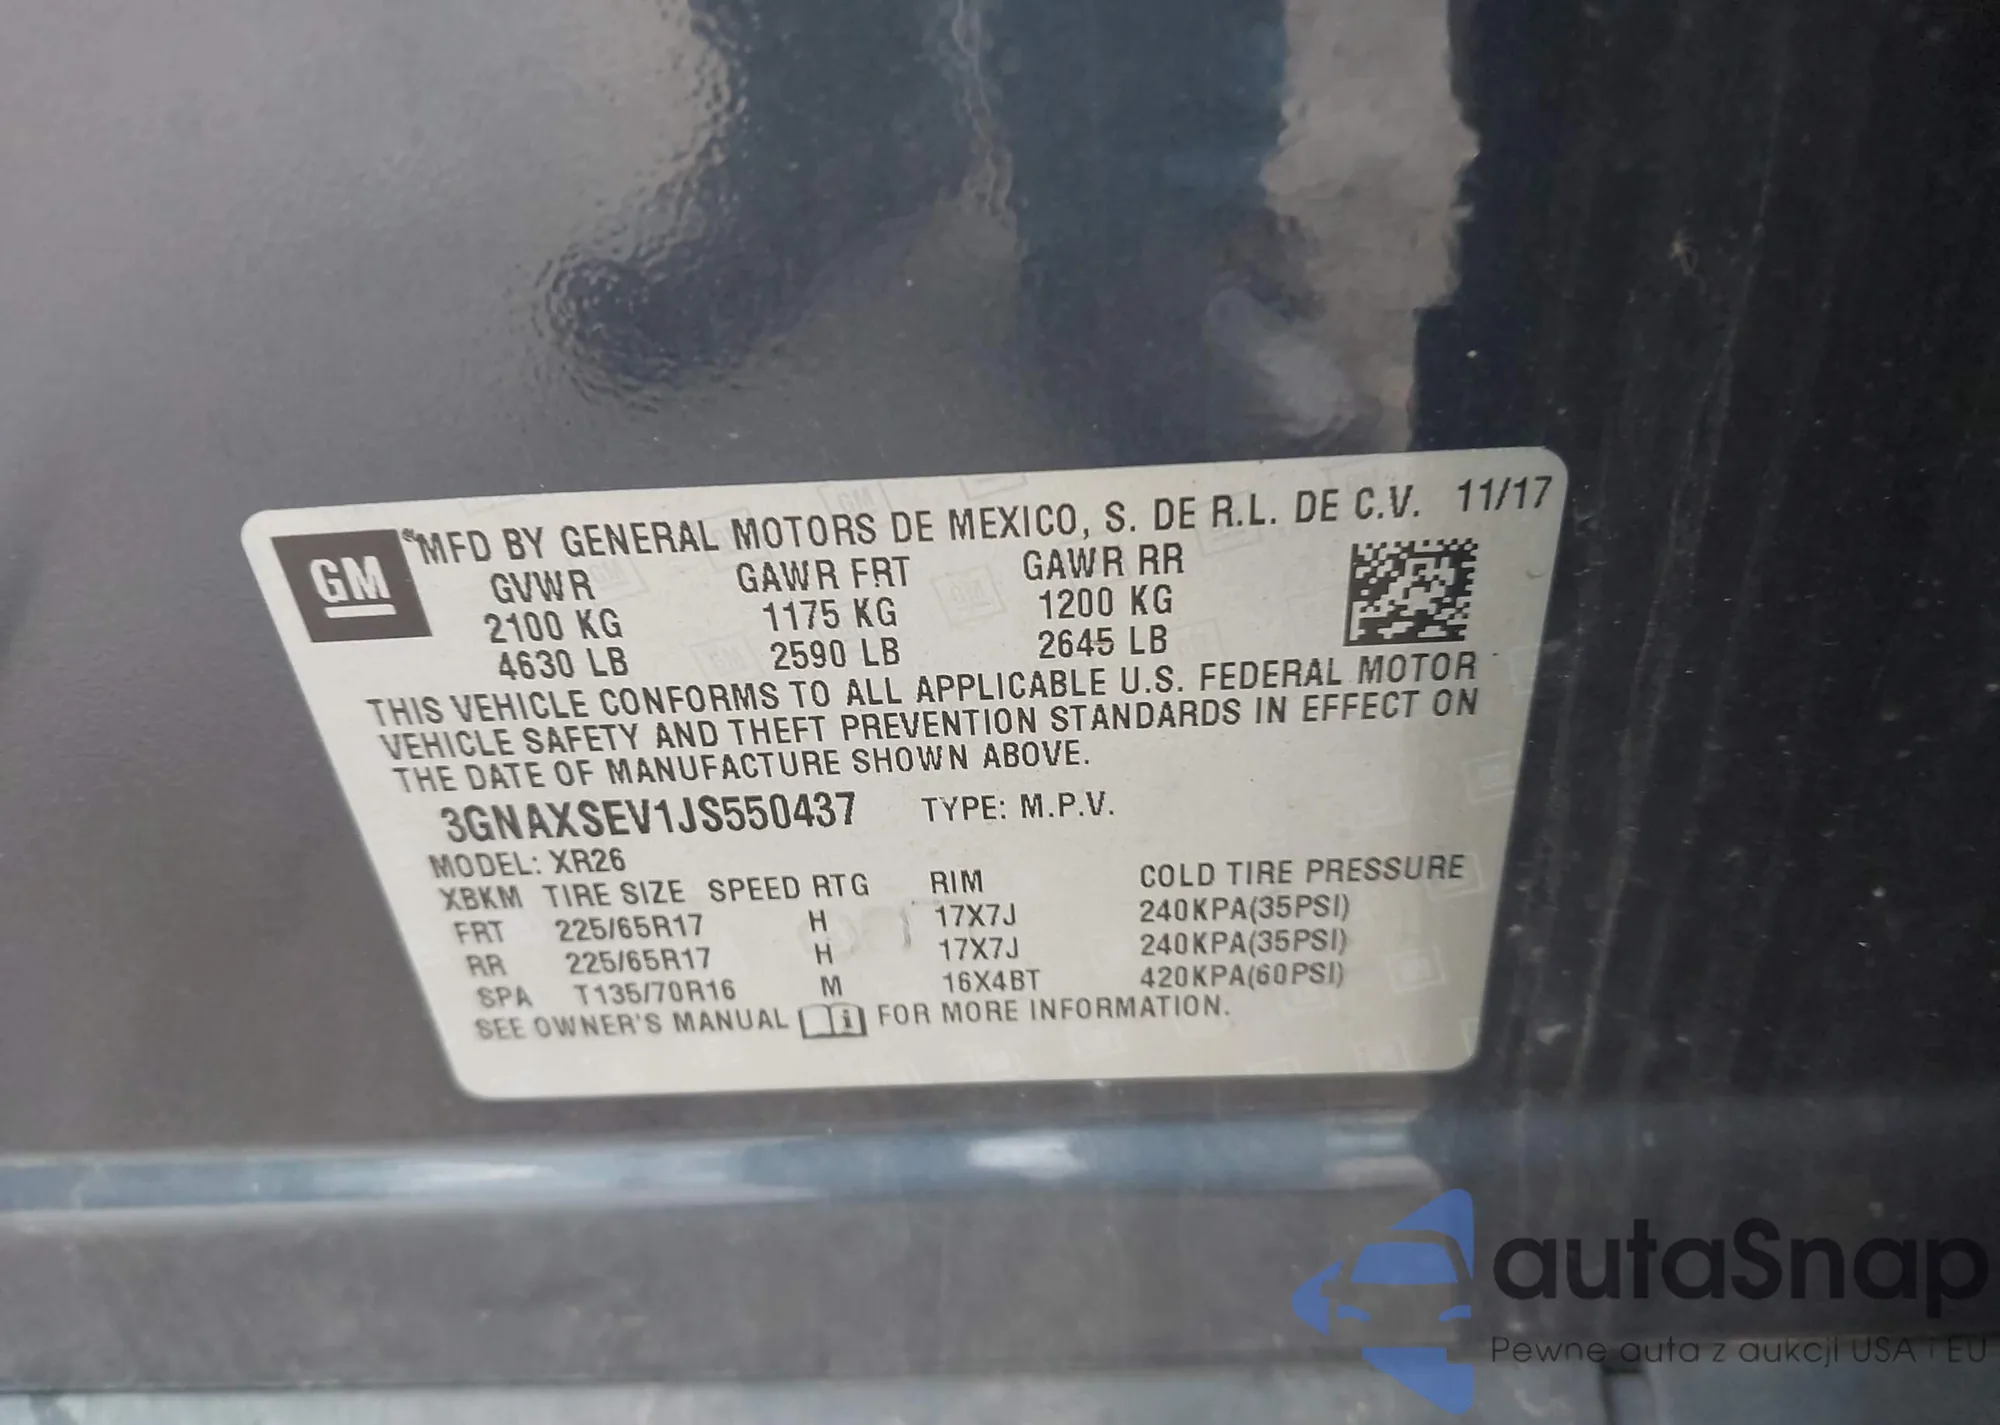 GM
MFD BY GENERAL MOTORS DE MEXICO, S. DE R.L. DE C.V. 11/17
GVWR GAWR FRT GAWR RR
2100 KG 1175 KG 1200 KG
4630 LB 2590 LB 2645 LB
THIS VEHICLE CONFORMS TO ALL APPLICABLE U.S. FEDERAL MOTOR
VEHICLE SAFETY AND THEFT PREVENTION STANDARDS IN EFFECT ON
THE DATE OF MANUFACTURE SHOWN ABOVE.
3GNAXSEV1JS550437 TYPE: M.P.V.
MODEL: XR26
XBKM TIRE SIZE SPEED RTG RIM COLD TIRE PRESSURE
FRT 225/65R17 H 17X7J 240KPA(35PSI)
RR 225/65R17 H 17X7J 240KPA(35PSI)
SPA T135/70R16 M 16X4BT 420KPA(60PSI)
SEE OWNER'S MANUAL i FOR MORE INFORMATION.
autaSnap
Pewne auta z aukcji USA i EU